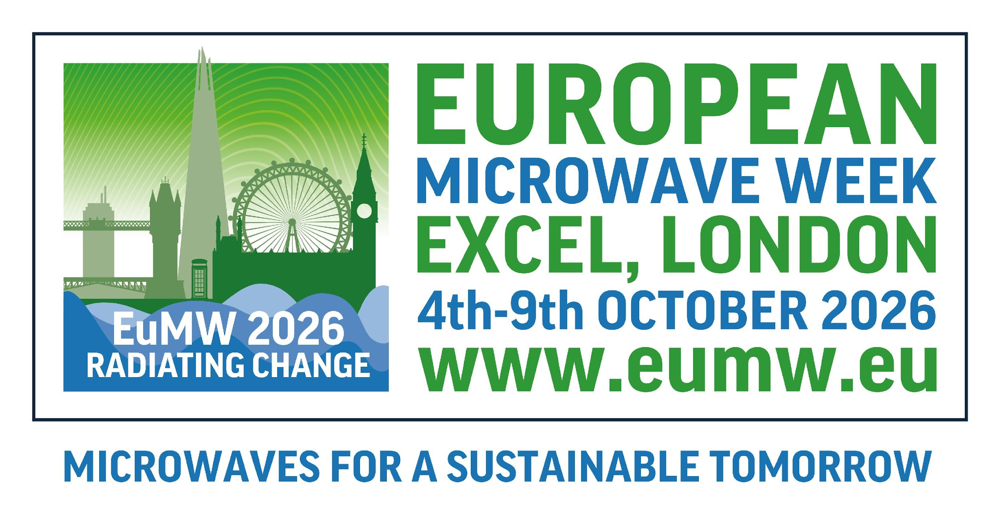 EUROPEAN
MICROWAVE WEEK
EXCEL, LONDON
4th-9th OCTOBER 2026
www.eumw.eu
EuMW 2026
RADIATING CHANGE
MICROWAVES FOR A SUSTAINABLE TOMORROW